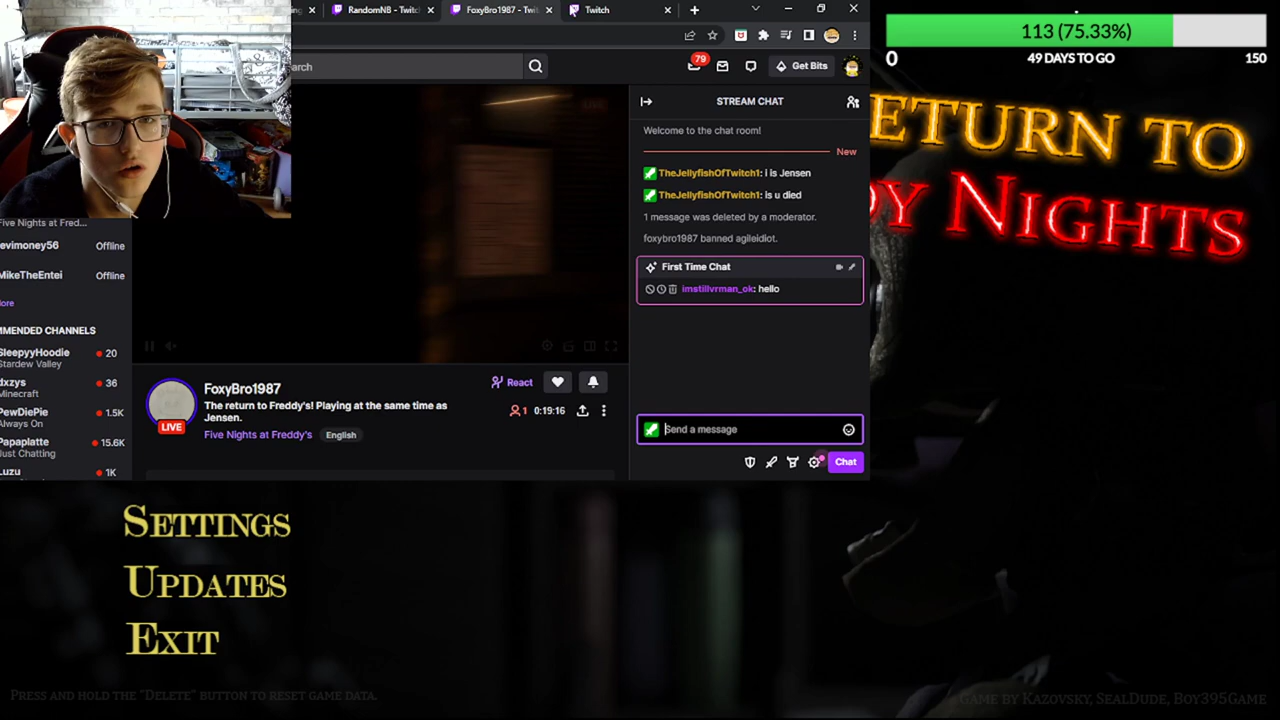 RandomNB - Twitc
FoxyBro1987 - Twit
Twitch
arch
79
Get Bits
113 (75.33%)
0
49 DAYS TO GO
150
ETURN TO
DY NIGHTS
STREAM CHAT
Welcome to the chat room!
New
TheJellyfishOfTwitch1: i is Jensen
TheJellyfishOfTwitch1: is u died
1 message was deleted by a moderator.
foxybro1987 banned agileidiot.
First Time Chat
imstillvrman_ok: hello
Five Nights at Fred...
evimoney56
Offline
MikeTheEntei
Offline
ore
MMENDED CHANNELS
SleepyyHoodie
20
Stardew Valley
dxzys
36
Minecraft
PewDiePie
1.5K
Always On
Papaplatte
15.6K
Just Chatting
Luzu
1K
LIVE
FoxyBro1987
The return to Freddy's! Playing at the same time as
Jensen.
Five Nights at Freddy's
English
React
1
0:19:16
Send a message
Chat
SETTINGS
UPDATES
EXIT
PRESS AND HOLD THE "DELETE" BUTTON TO RESET GAME DATA.
GAME BY KAZOVSKY, SEALDUDE, BOY395GAME